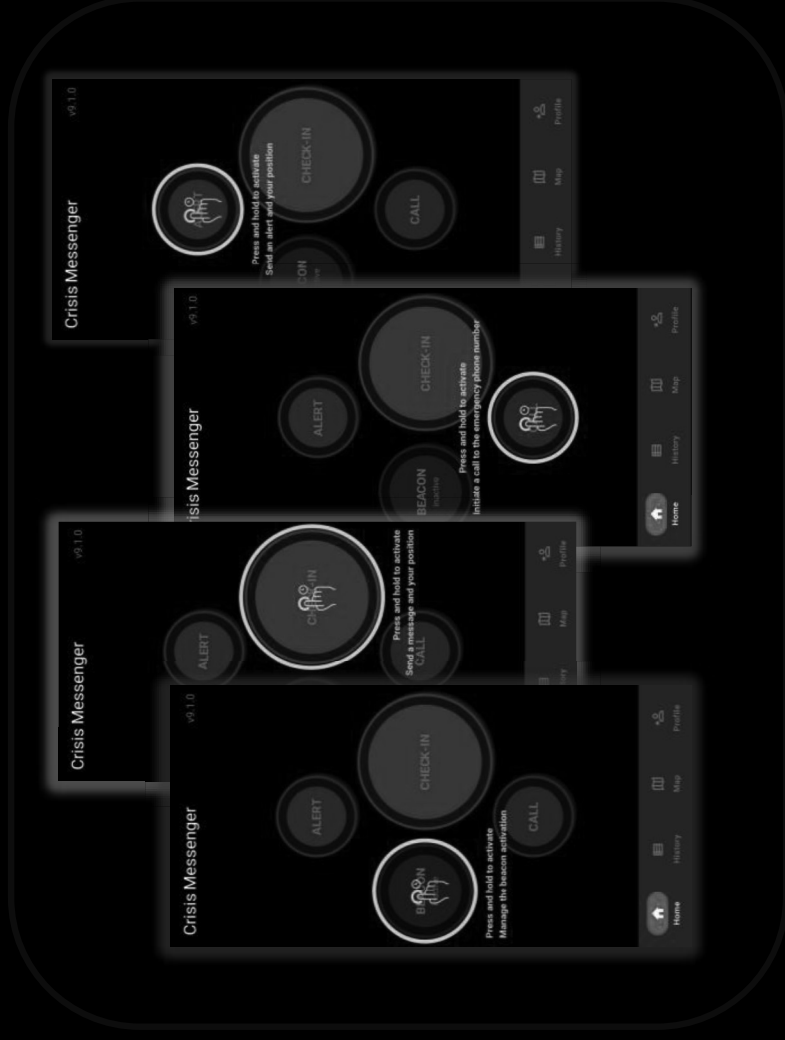 Crisis Messenger
v9.1.0
ALERT
CHECK-IN
Press and hold to activate
Manage the beacon activation
CALL
Home
History
Map
Profile
Crisis Messenger
v9.1.0
ALERT
CHECK-IN
Press and hold to activate
Send a message and your position
CALL
Map
Profile
Crisis Messenger
v9.1.0
ALERT
BEACON
inactive
CHECK-IN
Press and hold to activate
Initiate a call to the emergency phone number
Home
History
Map
Profile
Crisis Messenger
v9.1.0
Press and hold to activate
Send an alert and your position
CHECK-IN
CALL
History
Map
Profile